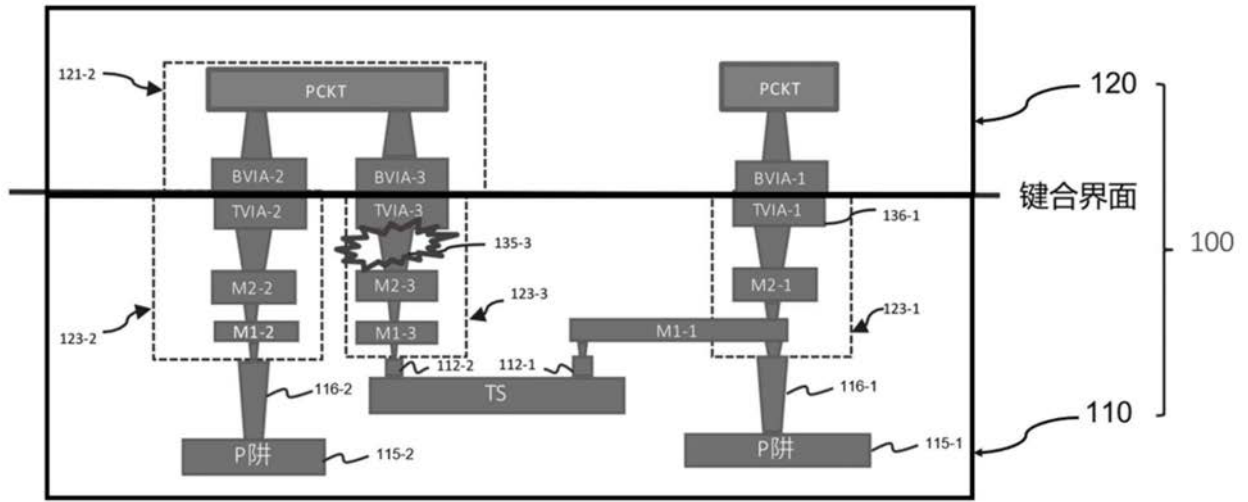 121-2
PCKT
PCKT
120
BVIA-2
BVIA-3
BVIA-1
键合界面
TVIA-2
TVIA-3
TVIA-1
136-1
135-3
100
M2-2
M2-3
M2-1
123-2
M1-2
M1-3
123-3
M1-1
123-1
112-2
112-1
116-2
TS
116-1
110
P阱
115-2
P阱
115-1